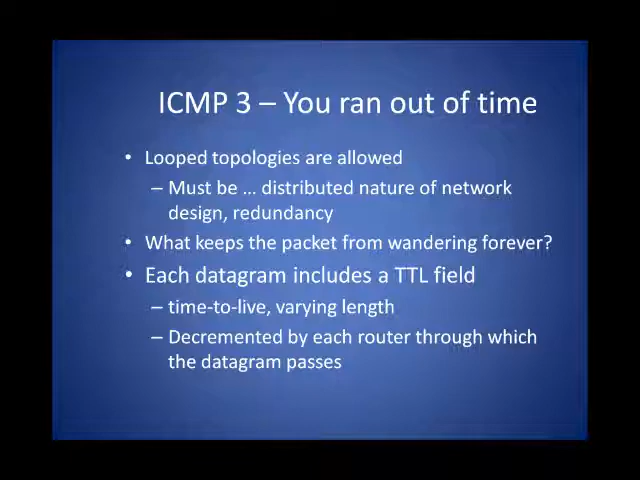 ICMP 3 – You ran out of time
• Looped topologies are allowed
– Must be … distributed nature of network
design, redundancy
• What keeps the packet from wandering forever?
• Each datagram includes a TTL field
– time-to-live, varying length
– Decremented by each router through which
the datagram passes